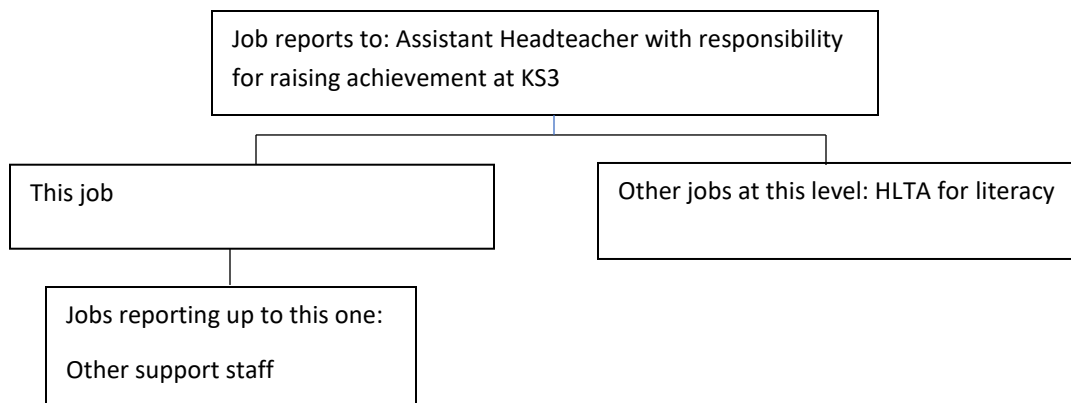 Job reports to: Assistant Headteacher with responsibility
for raising achievement at KS3
This job
Other jobs at this level: HLTA for literacy
Jobs reporting up to this one:
Other support staff